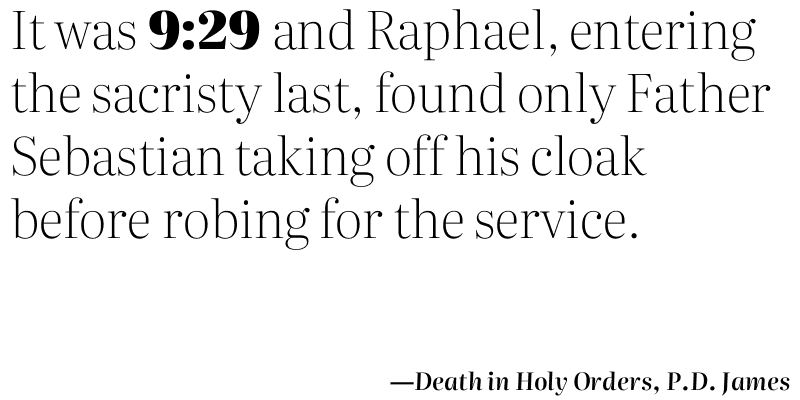 It was 9:29 and Raphael, entering
the sacristy last, found only Father
Sebastian taking off his cloak
before robing for the service.
—Death in Holy Orders, P.D. James